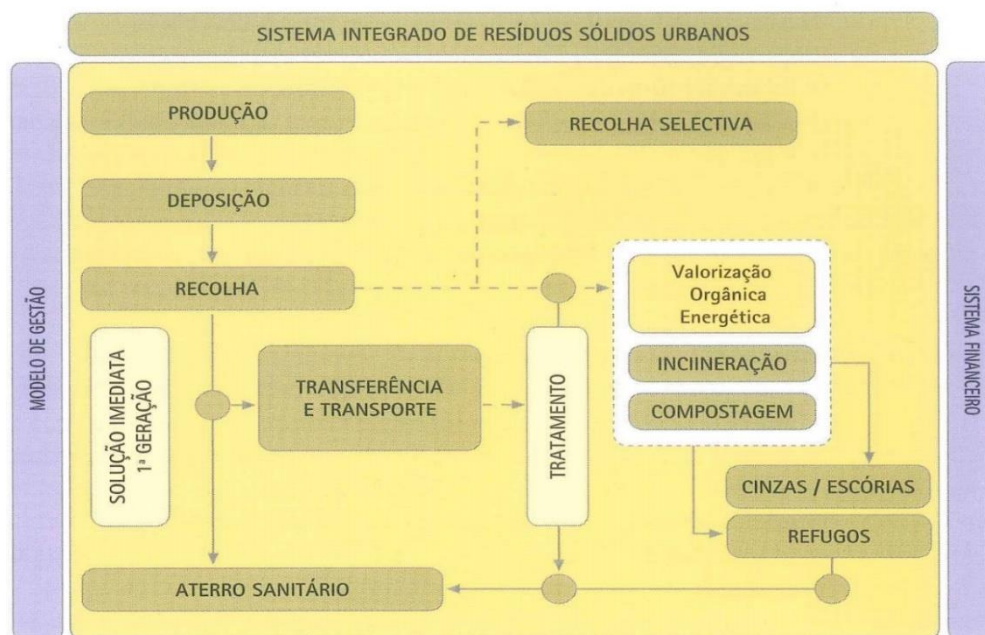 SISTEMA INTEGRADO DE RESÍDUOS SÓLIDOS URBANOS
MODELO DE GESTÃO
PRODUÇÃO
RECOLHA SELECTIVA
DEPOSIÇÃO
RECOLHA
Valorização
Orgânica
Energética
INCIINERAÇÃO
COMPOSTAGEM
SOLUÇÃO IMEDIATA
1ª GERAÇÃO
TRANSFERÊNCIA
E TRANSPORTE
TRATAMENTO
CINZAS / ESCÓRIAS
REFUGOS
ATERRO SANITÁRIO
SISTEMA FINANCEIRO